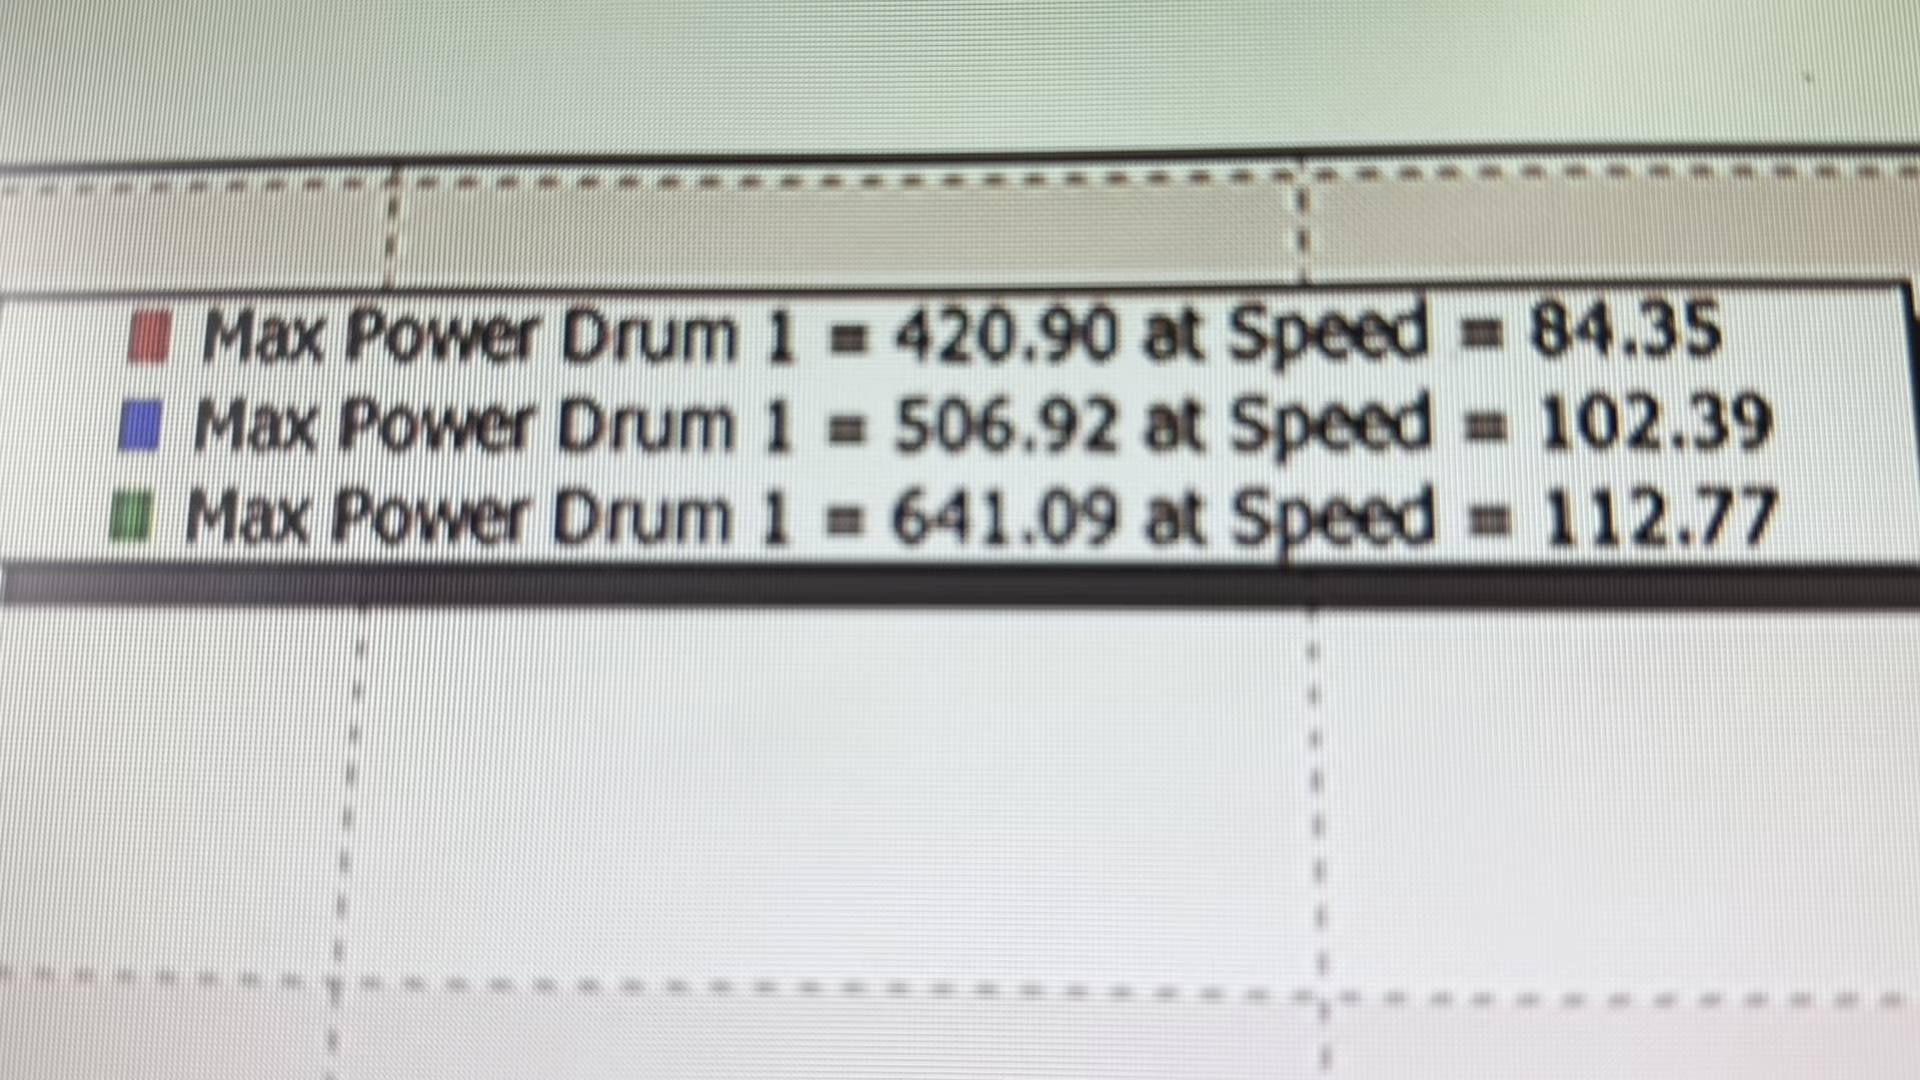 Max Power Drum 1 = 420.90 at Speed = 84.35
Max Power Drum 1 = 506.92 at Speed = 102.39
Max Power Drum 1 = 641.09 at Speed = 112.77